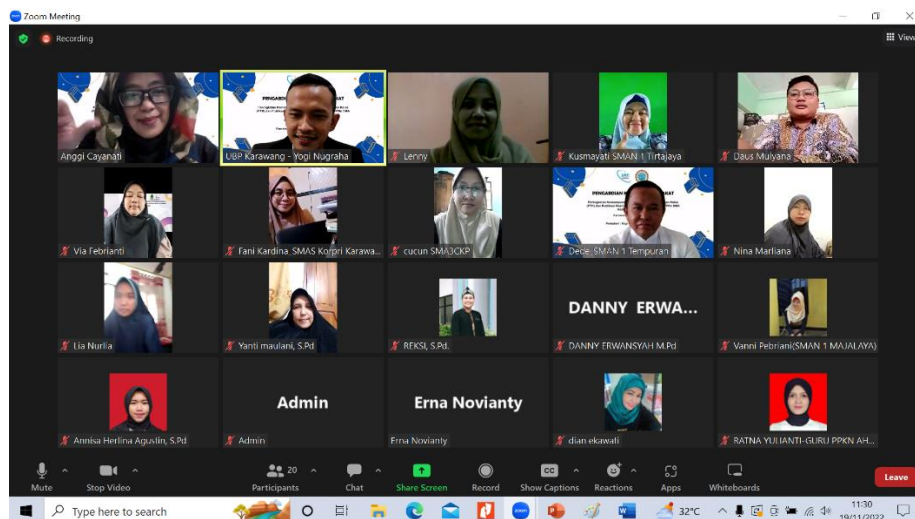 Zoom Meeting
Recording
View
Anggi Cayanati
UBP Karawang - Yogi Nugraha
Lenny
Kusmayati SMAN 1 Tirtajaya
Daus Mulyana
Via Febrianti
Fani Kardina_SMAS Korpri Karawa...
cucun SMA3CKP
PENGABDIAN
Dede_SMAN 1 Tempuran
Nina Marliana
Lia Nurlia
Yanti maulani, S.Pd
REKSI, S.Pd.
DANNY ERWA...
DANNY ERWANSYAH M.Pd
Vanni Pebriani(SMAN 1 MAJALAYA)
Annisa Herlina Agustin, S.Pd
Admin
Admin
Erna Novianty
Erna Novianty
dian ekawati
RATNA YULIANTI-GURU PPKN AH...
20
CC
Mute
Stop Video
Participants
Chat
Share Screen
Record
Show Captions
Reactions
Apps
Whiteboards
Leave
Type here to search
32°C
11:30
19/11/2022